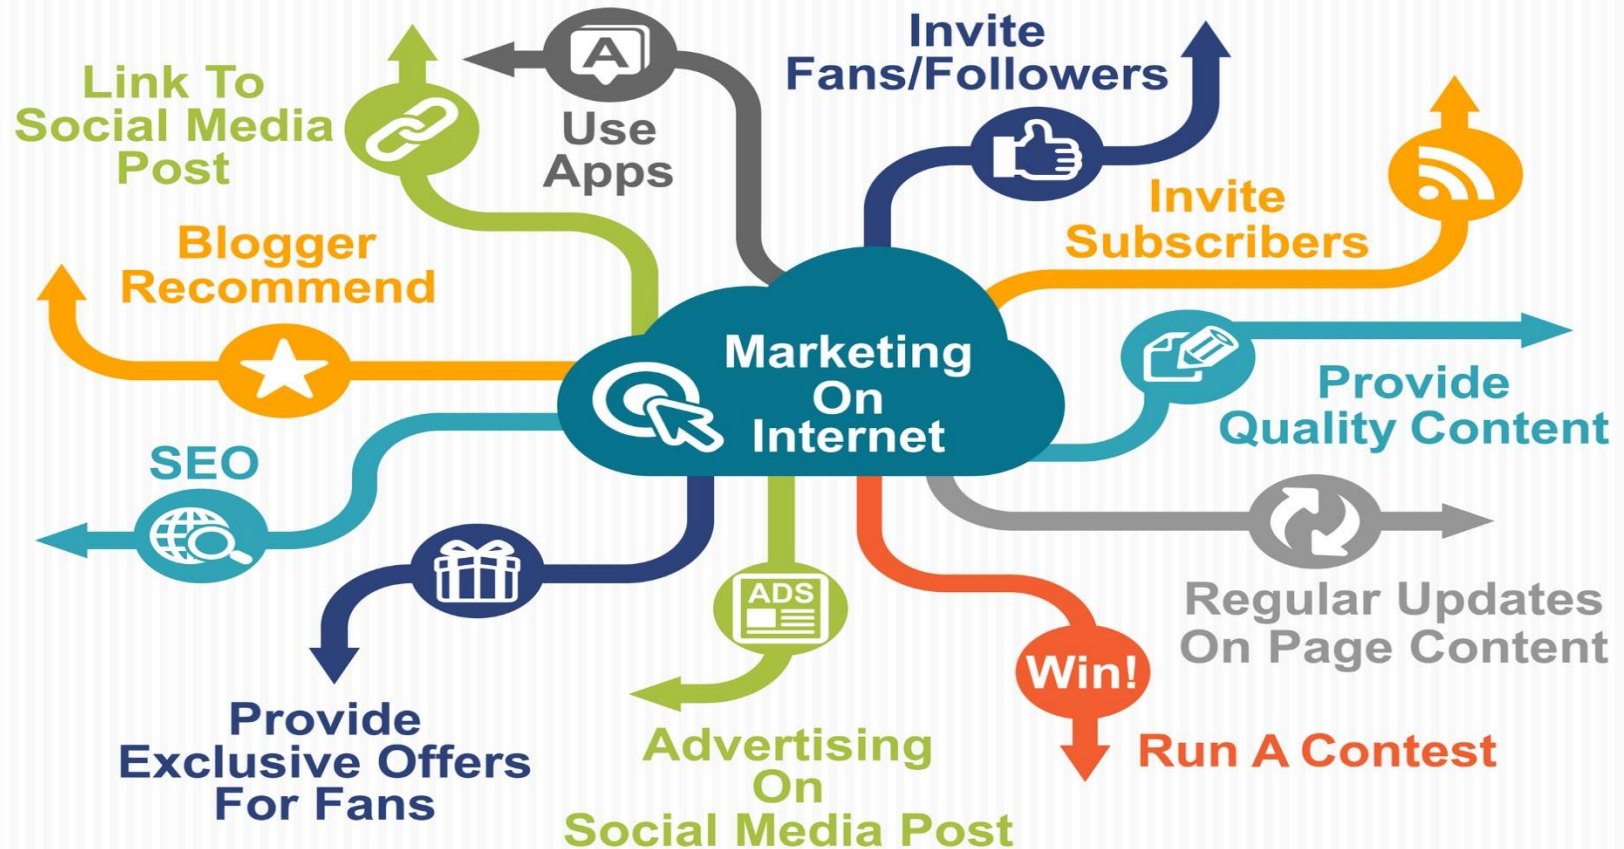 Link To
Social Media
Post
A
Use
Apps
Invite
Fans/Followers
Invite
Subscribers
Blogger
Recommend
Marketing
On
Internet
Provide
Quality Content
SEO
Regular Updates
On Page Content
Provide
Exclusive Offers
For Fans
ADS
Advertising
On
Social Media Post
Win!
Run A Contest